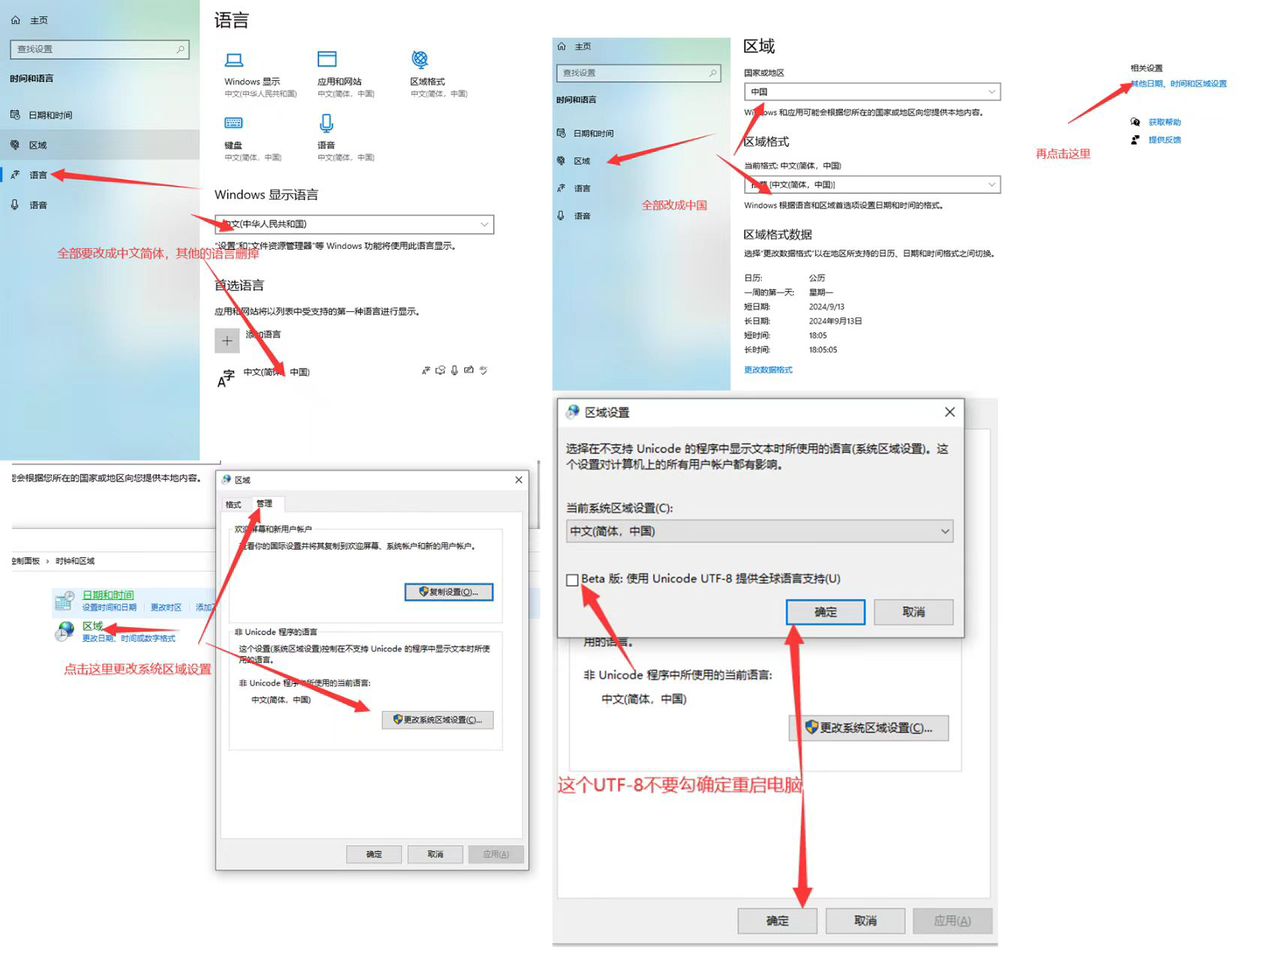 主页
查找设置
时间和语言
日期和时间
区域
语言
语音
语言
Windows 显示
中文(中华人民共和国)
应用和网站
中文(简体，中国)
区域格式
中文(简体，中国)
键盘
中文(简体，中国)
语音
中文(简体，中国)
Windows 显示语言
中文(中华人民共和国)
"设置"和"文件资源管理器"等 Windows 功能将使用此语言显示。
全部要改成中文简体，其他的语言删掉
首选语言
应用和网站将以列表中受支持的第一种语言进行显示。
添加语言
中文(简体，中国)
主页
查找设置
时间和语言
日期和时间
区域
语言
语音
区域
国家或地区
中国
Windows 和应用可能会根据您所在的国家或地区向您提供本地内容。
区域格式
当前格式: 中文(简体，中国)
推荐 [中文(简体，中国)]
Windows 根据语言和区域首选项设置日期和时间的格式。
全部改成中国
区域格式数据
选择"更改数据格式"以在地区所支持的日历、日期和时间格式之间切换。
日历: 公历
一周的第一天: 星期一
短日期: 2024/9/13
长日期: 2024年9月13日
短时间: 18:05
长时间: 18:05:05
更改数据格式
相关设置
其他日期、时间和区域设置
获取帮助
提供反馈
再点击这里
会根据您所在的国家或地区向您提供本地内容。
控制面板 › 时钟和区域
日期和时间
设置时间和日期 更改时区 添加
区域
更改日期、时间或数字格式
点击这里更改系统区域设置
区域
格式 管理
欢迎屏幕和新用户帐户
查看你的国际设置并将其复制到欢迎屏幕、系统帐户和新的用户帐户。
复制设置(O)...
非 Unicode 程序的语言
这个设置(系统区域设置)控制在不支持 Unicode 的程序中显示文本时所使
用的语言。
非 Unicode 程序中所使用的当前语言:
中文(简体，中国)
更改系统区域设置(C)...
确定 取消 应用(A)
区域设置
选择在不支持 Unicode 的程序中显示文本时所使用的语言(系统区域设置)。这
个设置对计算机上的所有用户帐户都有影响。
当前系统区域设置(C):
中文(简体，中国)
Beta 版: 使用 Unicode UTF-8 提供全球语言支持(U)
确定 取消
用的语言。
非 Unicode 程序中所使用的当前语言:
中文(简体，中国)
更改系统区域设置(C)...
这个UTF-8不要勾确定重启电脑
确定 取消 应用(A)